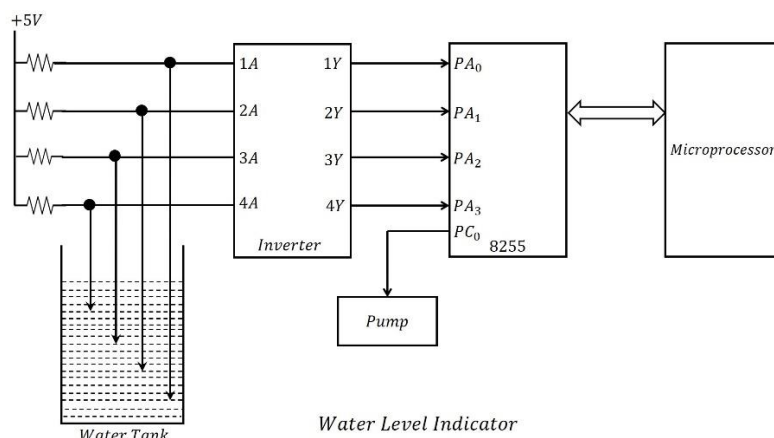 +5V
1A 1Y PA₀
2A 2Y PA₁
3A 3Y PA₂
Microprocessor
4A 4Y PA₃
PC₀
Inverter
8255
Pump
Water Level Indicator
Water Tank